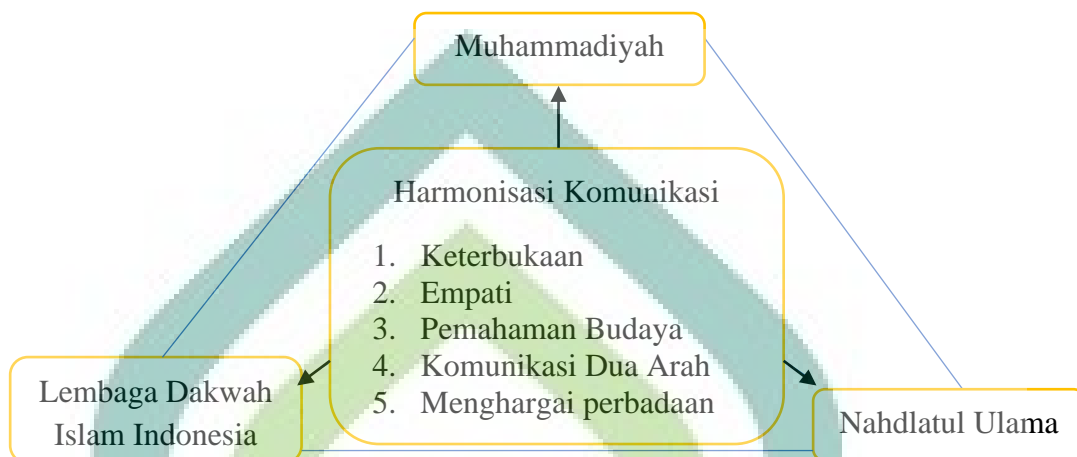 Muhammadiyah
Harmonisasi Komunikasi
1. Keterbukaan
2. Empati
3. Pemahaman Budaya
4. Komunikasi Dua Arah
5. Menghargai perbadaan
Lembaga Dakwah
Islam Indonesia
Nahdlatul Ulama